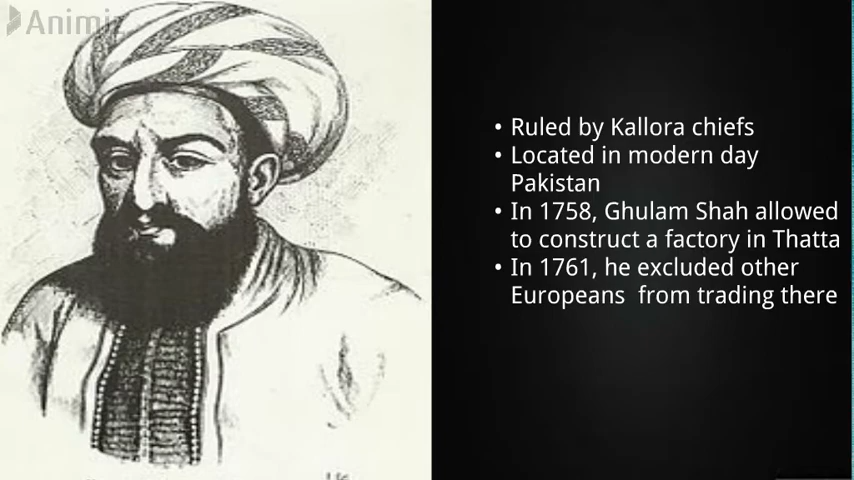 Animiz
• Ruled by Kallora chiefs
• Located in modern day
Pakistan
• In 1758, Ghulam Shah allowed
to construct a factory in Thatta
• In 1761, he excluded other
Europeans  from trading there